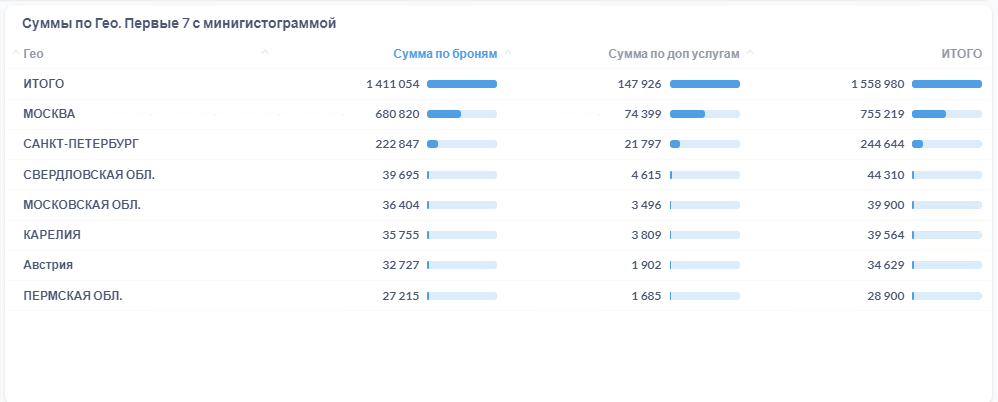 Суммы по Гео. Первые 7 с минигистограммой
Гео Сумма по броням Сумма по доп услугам ИТОГО
ИТОГО 1 411 054 147 926 1 558 980
МОСКВА 680 820 74 399 755 219
САНКТ-ПЕТЕРБУРГ 222 847 21 797 244 644
СВЕРДЛОВСКАЯ ОБЛ. 39 695 4 615 44 310
МОСКОВСКАЯ ОБЛ. 36 404 3 496 39 900
КАРЕЛИЯ 35 755 3 809 39 564
Австрия 32 727 1 902 34 629
ПЕРМСКАЯ ОБЛ. 27 215 1 685 28 900